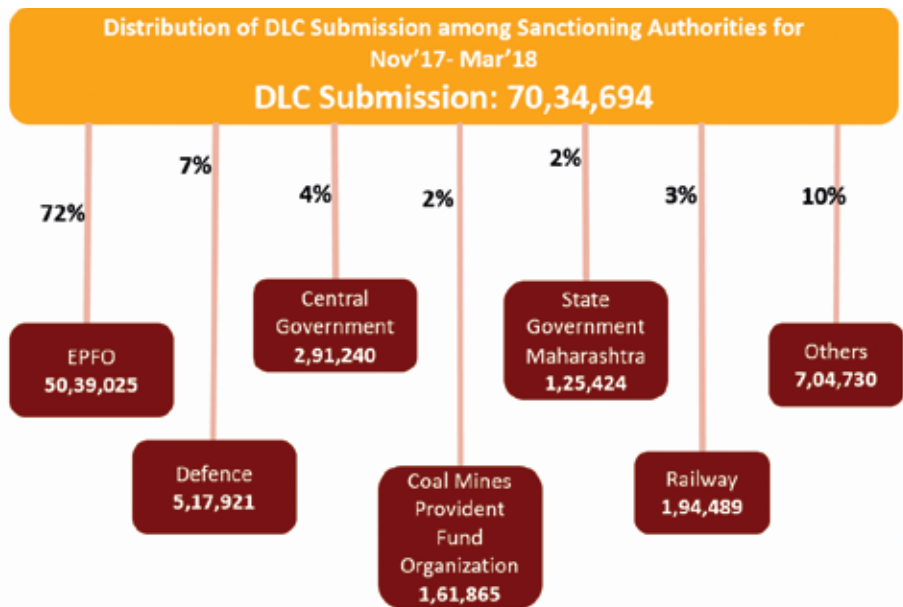 Distribution of DLC Submission among Sanctioning Authorities for
Nov'17- Mar'18
DLC Submission: 70,34,694
72%
7%
4%
2%
2%
3%
10%
EPFO
50,39,025
Defence
5,17,921
Central
Government
2,91,240
Coal Mines
Provident
Fund
Organization
1,61,865
State
Government
Maharashtra
1,25,424
Railway
1,94,489
Others
7,04,730